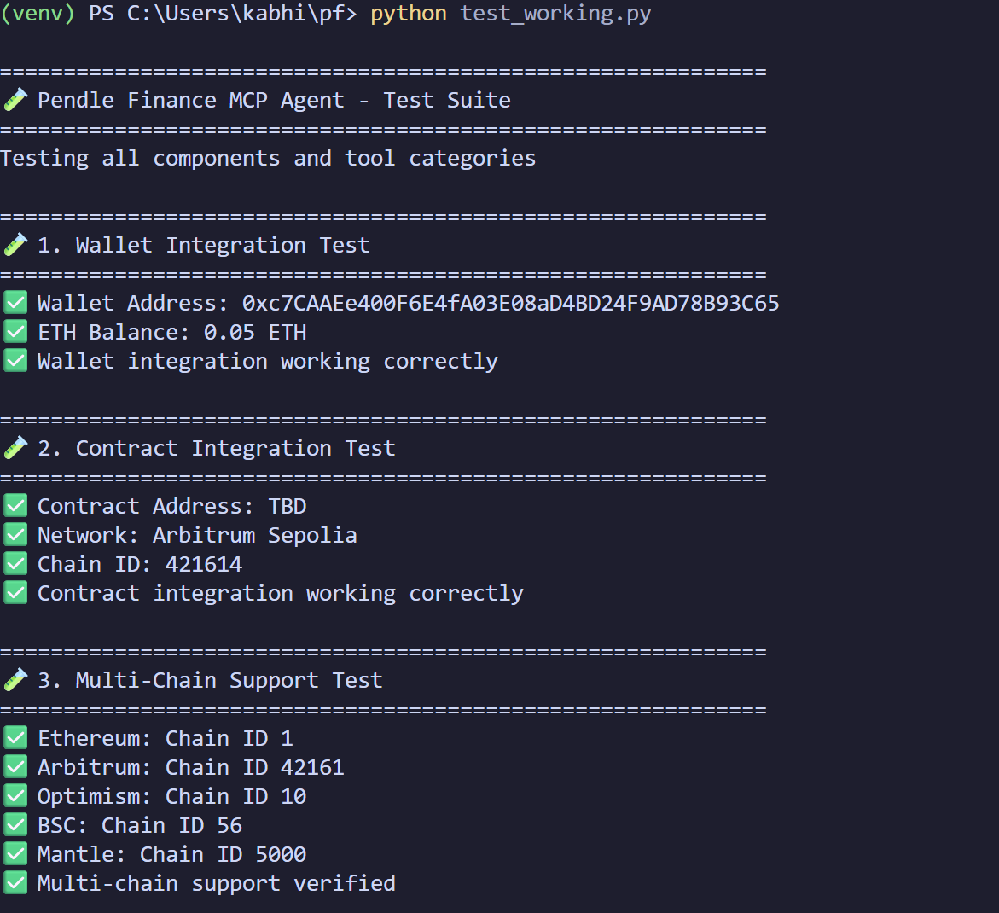 (venv) PS C:\Users\kabhi\pf> python test_working.py
============================================================
🧪 Pendle Finance MCP Agent - Test Suite
============================================================
Testing all components and tool categories
============================================================
🧪 1. Wallet Integration Test
============================================================
✅ Wallet Address: 0xc7CAAEe400F6E4fA03E08aD4BD24F9AD78B93C65
✅ ETH Balance: 0.05 ETH
✅ Wallet integration working correctly
============================================================
🧪 2. Contract Integration Test
============================================================
✅ Contract Address: TBD
✅ Network: Arbitrum Sepolia
✅ Chain ID: 421614
✅ Contract integration working correctly
============================================================
🧪 3. Multi-Chain Support Test
============================================================
✅ Ethereum: Chain ID 1
✅ Arbitrum: Chain ID 42161
✅ Optimism: Chain ID 10
✅ BSC: Chain ID 56
✅ Mantle: Chain ID 5000
✅ Multi-chain support verified